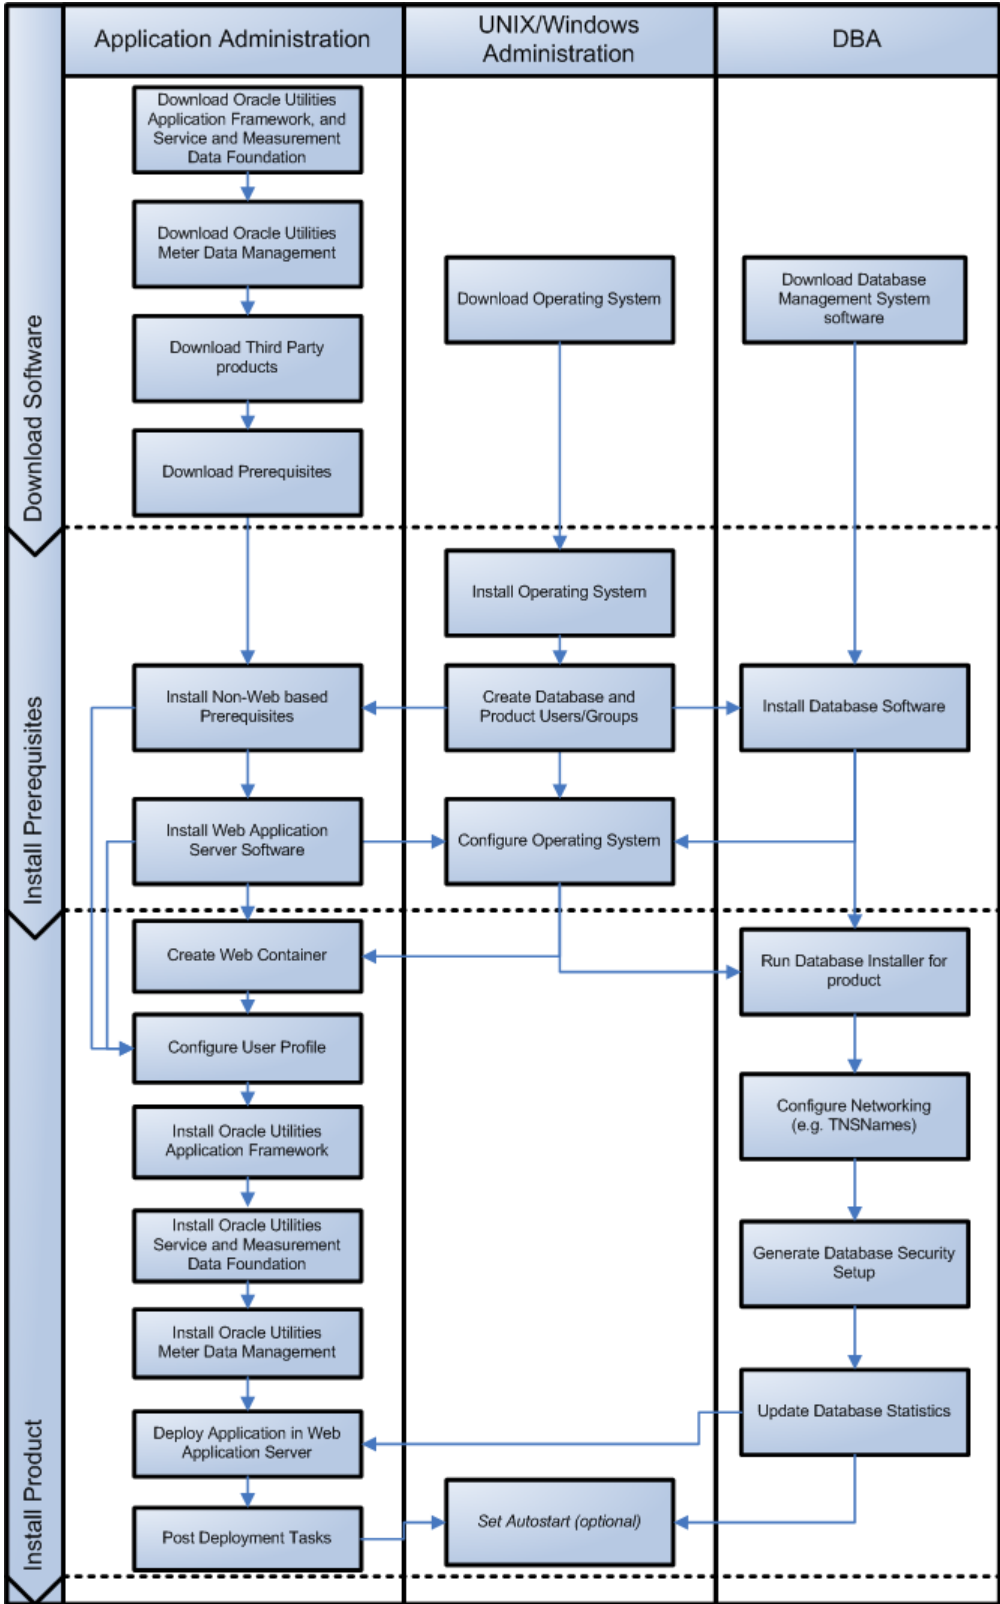 Application Administration
UNIX/Windows
Administration
DBA
Download Software
Download Oracle Utilities
Application Framework, and
Service and Measurement
Data Foundation
Download Oracle Utilities
Meter Data Management
Download Third Party
products
Download Prerequisites
Download Operating System
Download Database
Management System
software
Install Prerequisites
Install Operating System
Install Non-Web based
Prerequisites
Create Database and
Product Users/Groups
Install Database Software
Install Web Application
Server Software
Configure Operating System
Install Product
Create Web Container
Run Database Installer for
product
Configure User Profile
Configure Networking
(e.g. TNSNames)
Install Oracle Utilities
Application Framework
Install Oracle Utilities
Service and Measurement
Data Foundation
Generate Database Security
Setup
Install Oracle Utilities
Meter Data Management
Update Database Statistics
Deploy Application in Web
Application Server
Post Deployment Tasks
Set Autostart (optional)